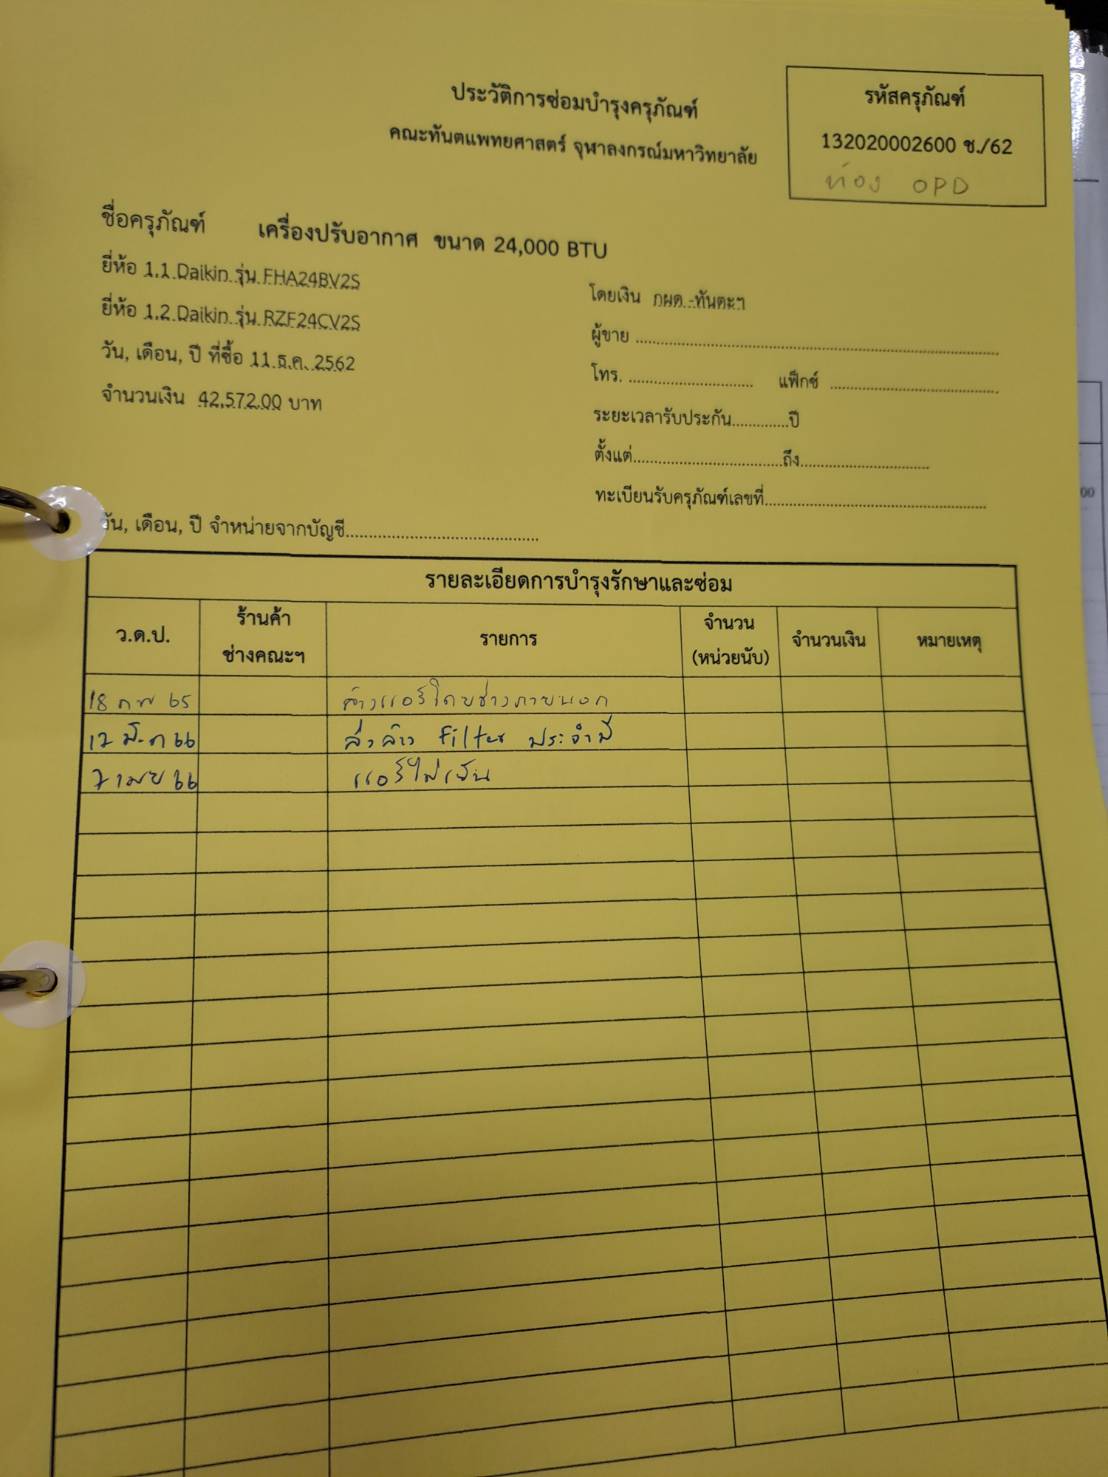 ประวัติการซ่อมบำรุงครุภัณฑ์
คณะทันตแพทยศาสตร์ จุฬาลงกรณ์มหาวิทยาลัย
รหัสครุภัณฑ์
132020002600 ช./62
ห้อง OPD
ชื่อครุภัณฑ์ เครื่องปรับอากาศ ขนาด 24,000 BTU
ยี่ห้อ 1.1 Daikin รุ่น FHA24BV2S
ยี่ห้อ 1.2 Daikin รุ่น RZF24CV2S
วัน, เดือน, ปี ที่ซื้อ 11 ธ.ค. 2562
จำนวนเงิน 42,572.00 บาท
โดยเงิน กผด.-ทันตะฯ
ผู้ขาย
โทร. แฟ็กซ์
ระยะเวลารับประกัน ปี
ตั้งแต่ ถึง
ทะเบียนรับครุภัณฑ์เลขที่
วัน, เดือน, ปี จำหน่ายจากบัญชี
รายละเอียดการบำรุงรักษาและซ่อม
ว.ด.ป. ร้านค้า ช่างคณะฯ รายการ จำนวน (หน่วยนับ) จำนวนเงิน หมายเหตุ
18 กพ 65 ล้างแอร์โดยช่างภายนอก
12 มี.ค 66 ล้าง Filter ประจำปี
7 เมย 66 แอร์ไม่เย็น
00